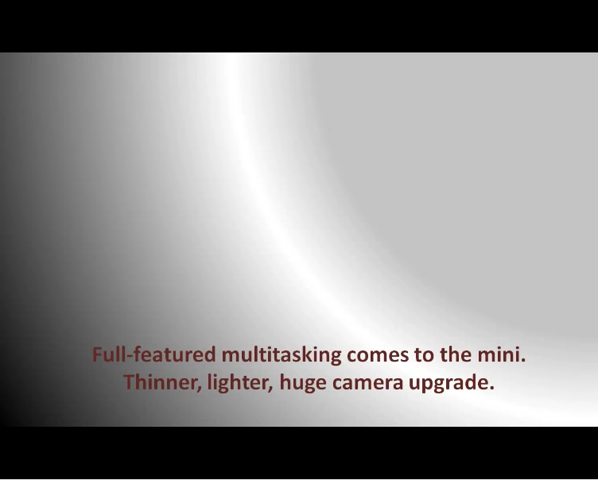 Full-featured multitasking comes to the mini.
Thinner, lighter, huge camera upgrade.